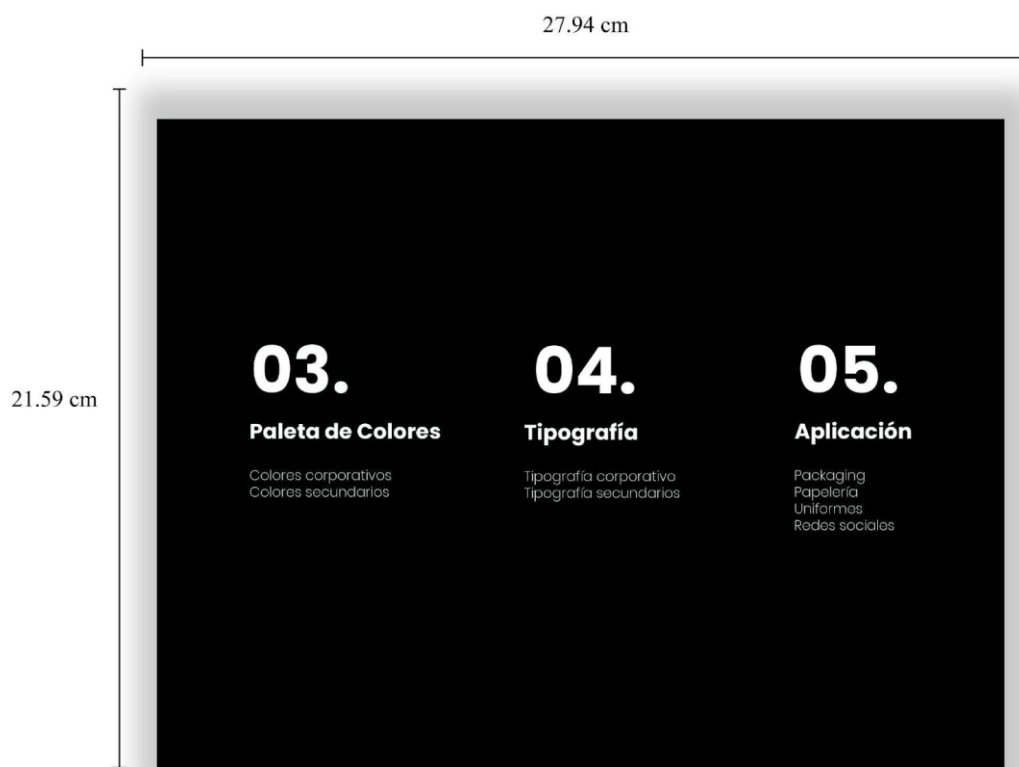 27.94 cm
21.59 cm
03.
Paleta de Colores
Colores corporativos
Colores secundarios
04.
Tipografía
Tipografía corporativo
Tipografía secundarios
05.
Aplicación
Packaging
Papelería
Uniformes
Redes sociales